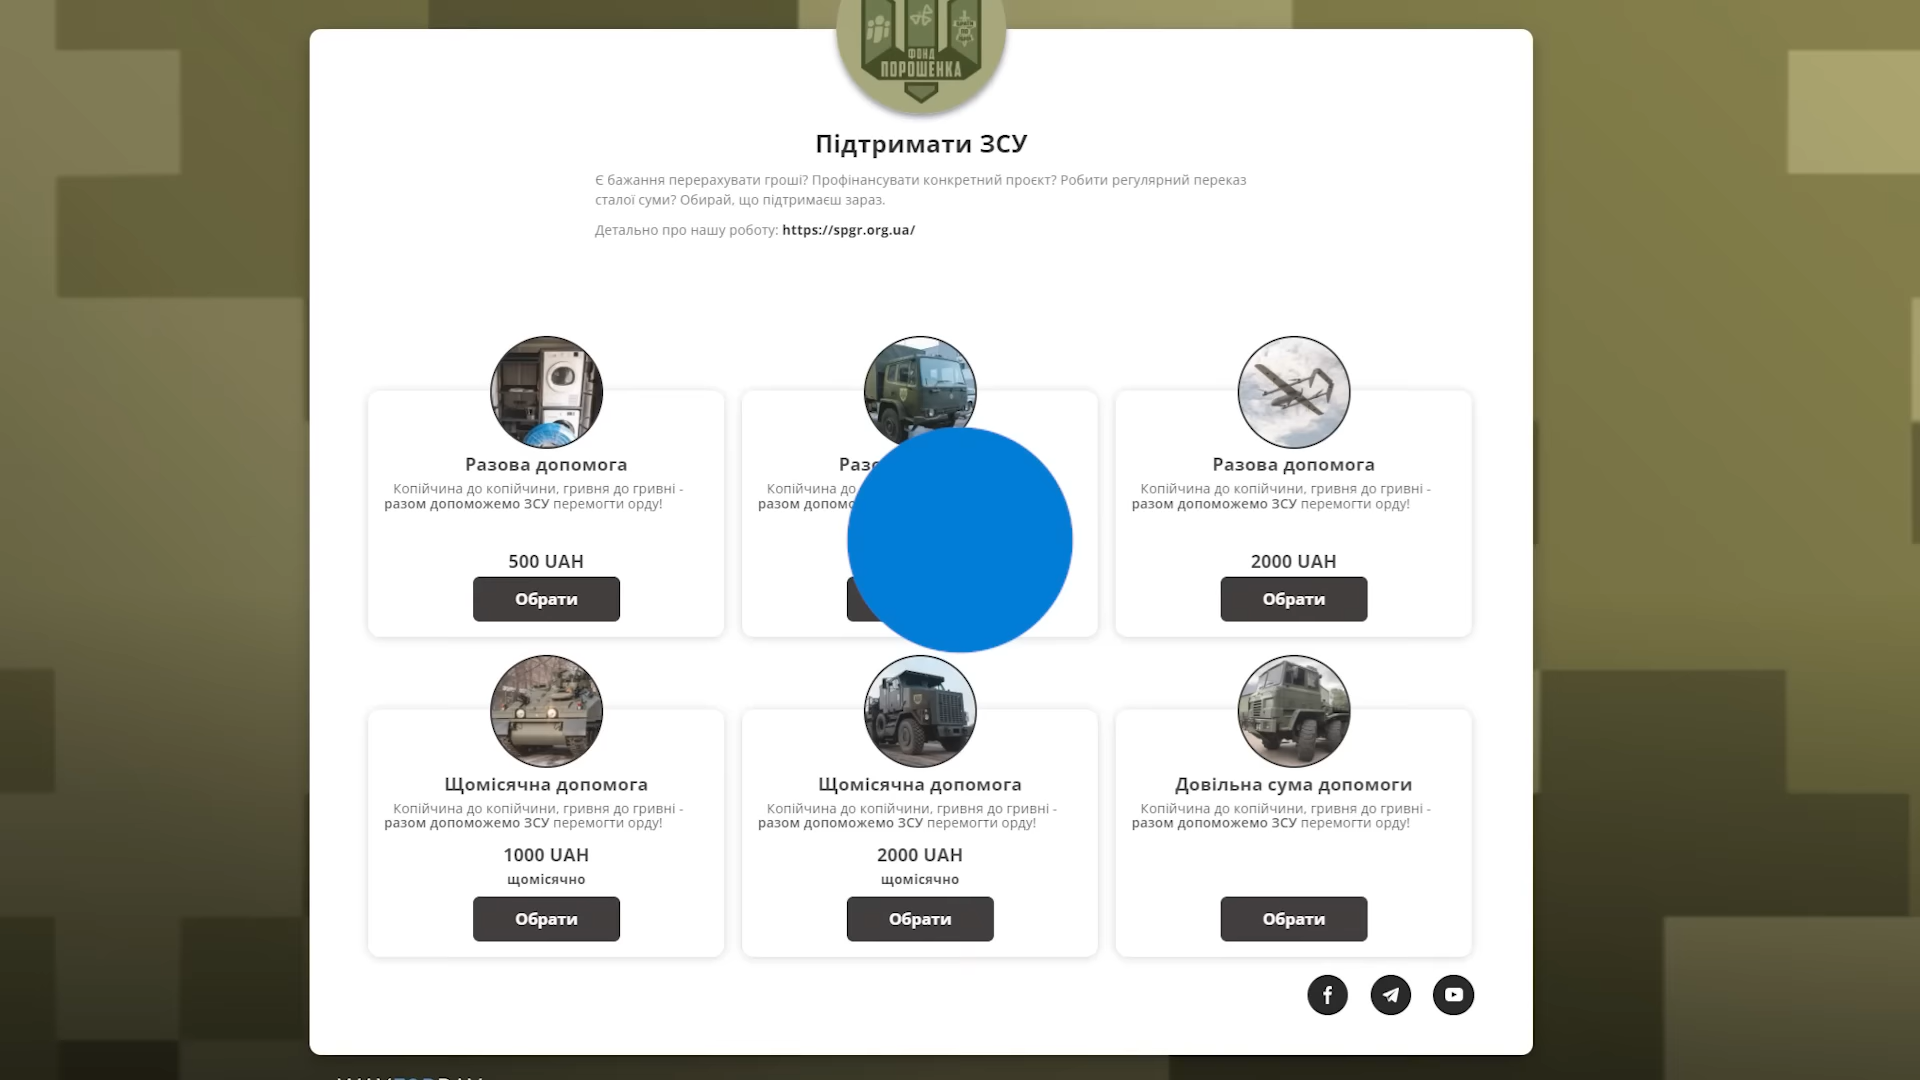 ФОНД
ПОРОШЕНКА
Підтримати ЗСУ
Є бажання перерахувати гроші? Профінансувати конкретний проєкт? Робити регулярний переказ
сталої суми? Обирай, що підтримаєш зараз.
Детально про нашу роботу: https://spgr.org.ua/
Разова допомога
Копійчина до копійчини, гривня до гривні -
разом допоможемо ЗСУ перемогти орду!
500 UAH
Обрати
Копійчина до
Разова допомога
Копійчина до копійчини, гривня до гривні -
разом допоможемо ЗСУ перемогти орду!
2000 UAH
Обрати
Щомісячна допомога
Копійчина до копійчини, гривня до гривні -
разом допоможемо ЗСУ перемогти орду!
1000 UAH
щомісячно
Обрати
Щомісячна допомога
Копійчина до копійчини, гривня до гривні -
разом допоможемо ЗСУ перемогти орду!
2000 UAH
щомісячно
Обрати
Довільна сума допомоги
Копійчина до копійчини, гривня до гривні -
разом допоможемо ЗСУ перемогти орду!
Обрати